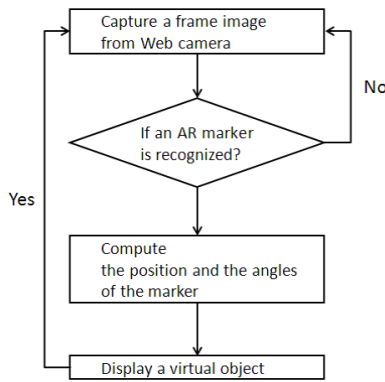 Capture a frame image
from Web camera
No
If an AR marker
is recognized?
Yes
Compute
the position and the angles
of the marker
Display a virtual object